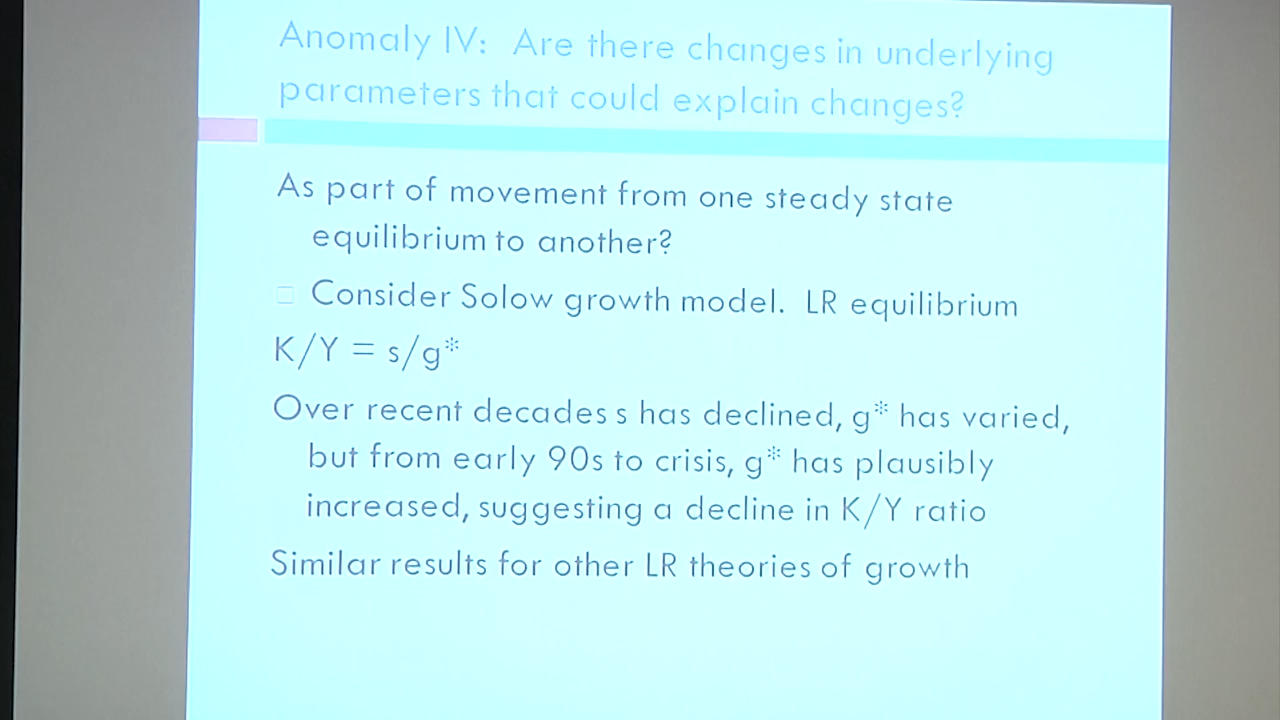 Anomaly IV: Are there changes in underlying
parameters that could explain changes?
As part of movement from one steady state
equilibrium to another?
Consider Solow growth model. LR equilibrium
K/Y = s/g*
Over recent decades s has declined, g* has varied,
but from early 90s to crisis, g* has plausibly
increased, suggesting a decline in K/Y ratio
Similar results for other LR theories of growth